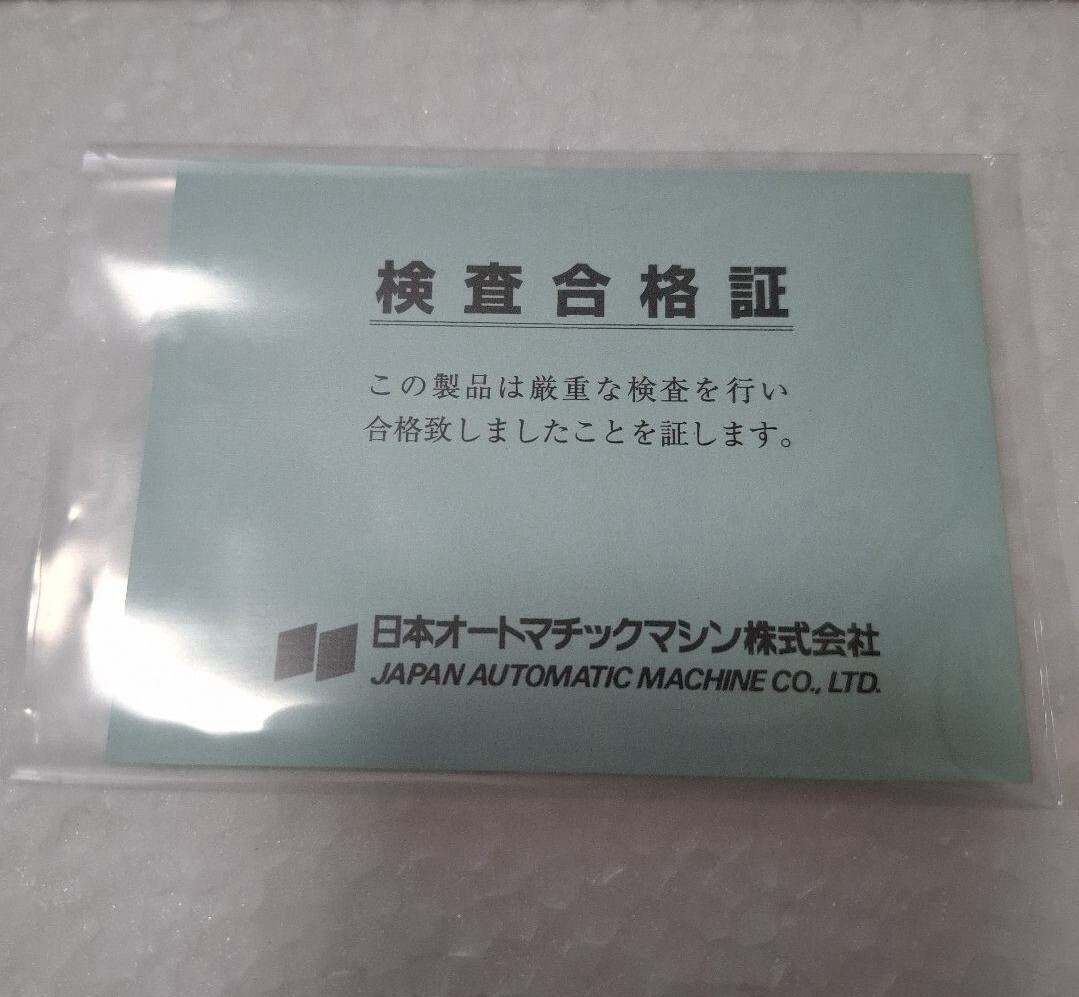 検査合格証
この製品は厳重な検査を行い
合格致しましたことを証します。
日本オートマチックマシン株式会社
JAPAN AUTOMATIC MACHINE CO., LTD.